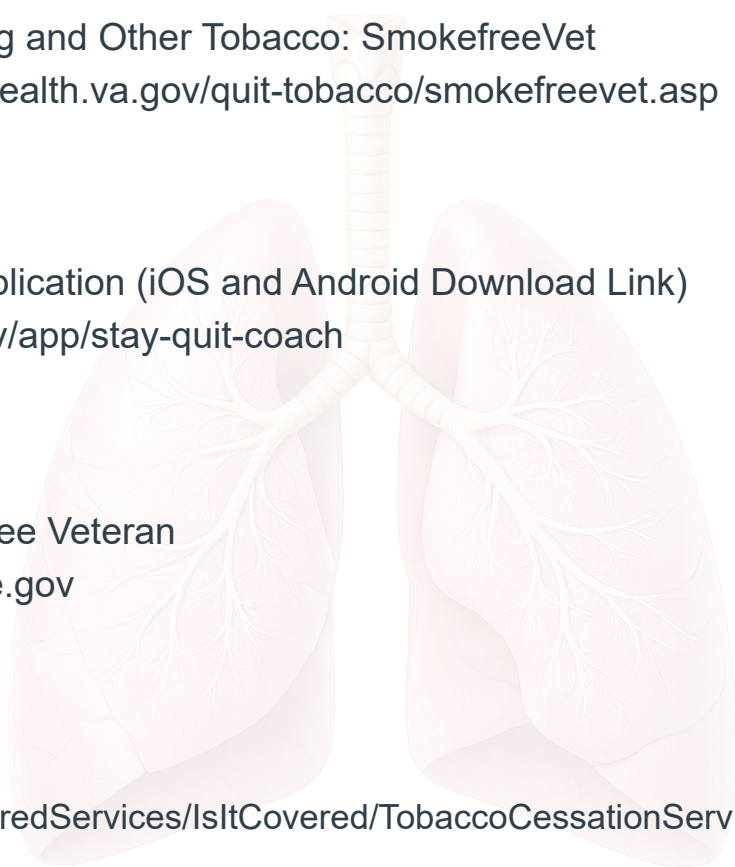 g and Other Tobacco: SmokefreeVet
ealth.va.gov/quit-tobacco/smokefreevet.asp
plication (iOS and Android Download Link)
v/app/stay-quit-coach
ee Veteran
e.gov
redServices/IsItCovered/TobaccoCessationServ